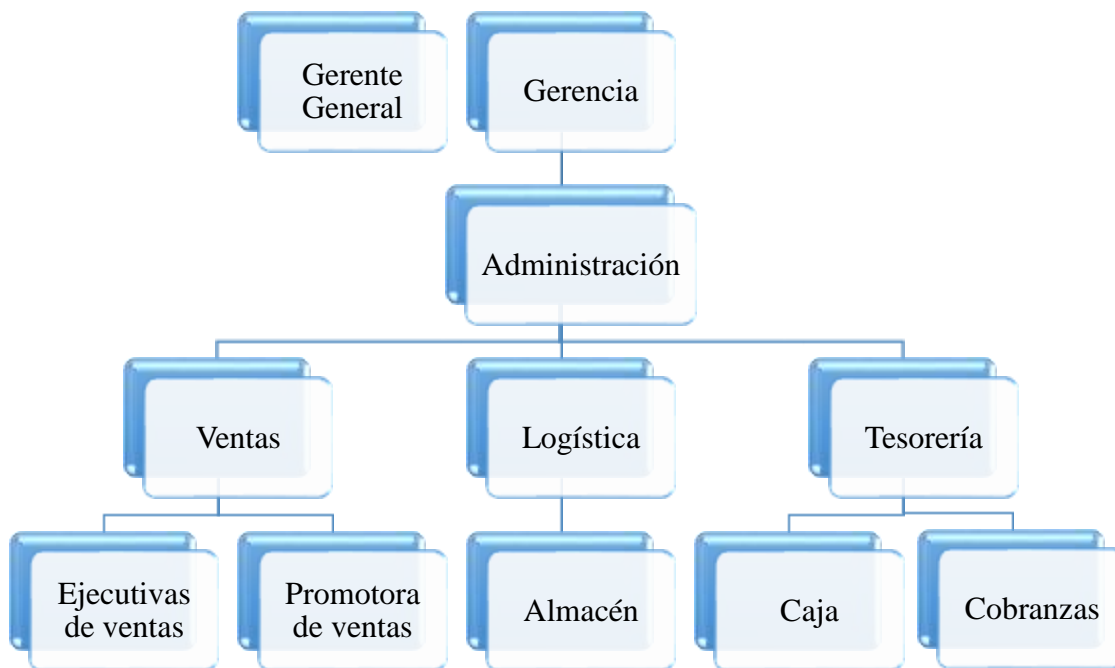 Gerente
General
Gerencia
Administración
Ventas
Logística
Tesorería
Ejecutivas
de ventas
Promotora
de ventas
Almacén
Caja
Cobranzas